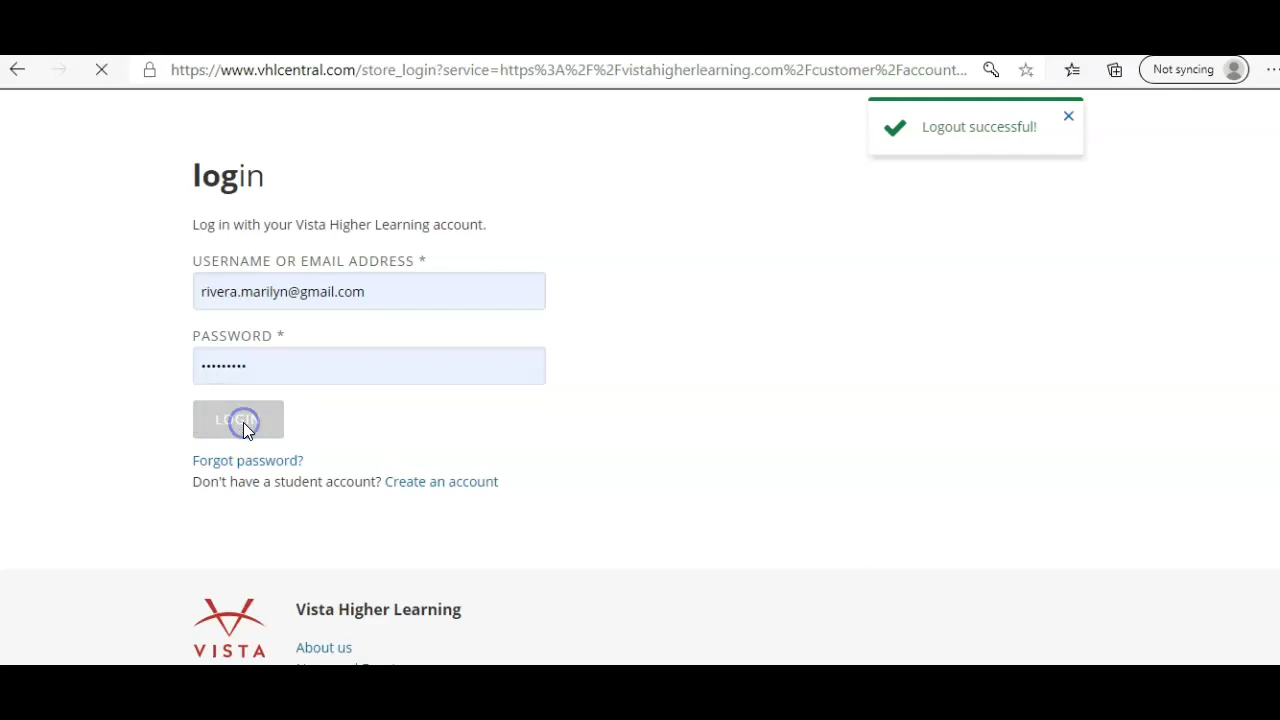 https://www.vhlcentral.com/store_login?service=https%3A%2F%2Fvistahigherlearning.com%2Fcustomer%2Faccount...
Not syncing
Logout successful!
login
Log in with your Vista Higher Learning account.
USERNAME OR EMAIL ADDRESS *
rivera.marilyn@gmail.com
PASSWORD *
•••••••••
LOGIN
Forgot password?
Don't have a student account? Create an account
Vista Higher Learning
VISTA
About us